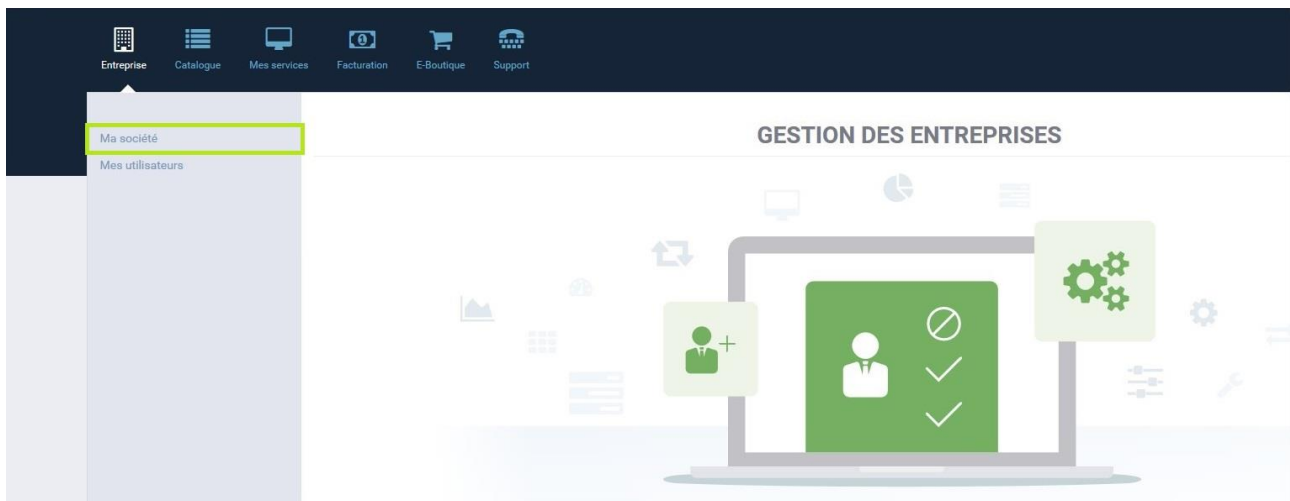 Entreprise Catalogue Mes services Facturation E-Boutique Support
Ma société
Mes utilisateurs
GESTION DES ENTREPRISES